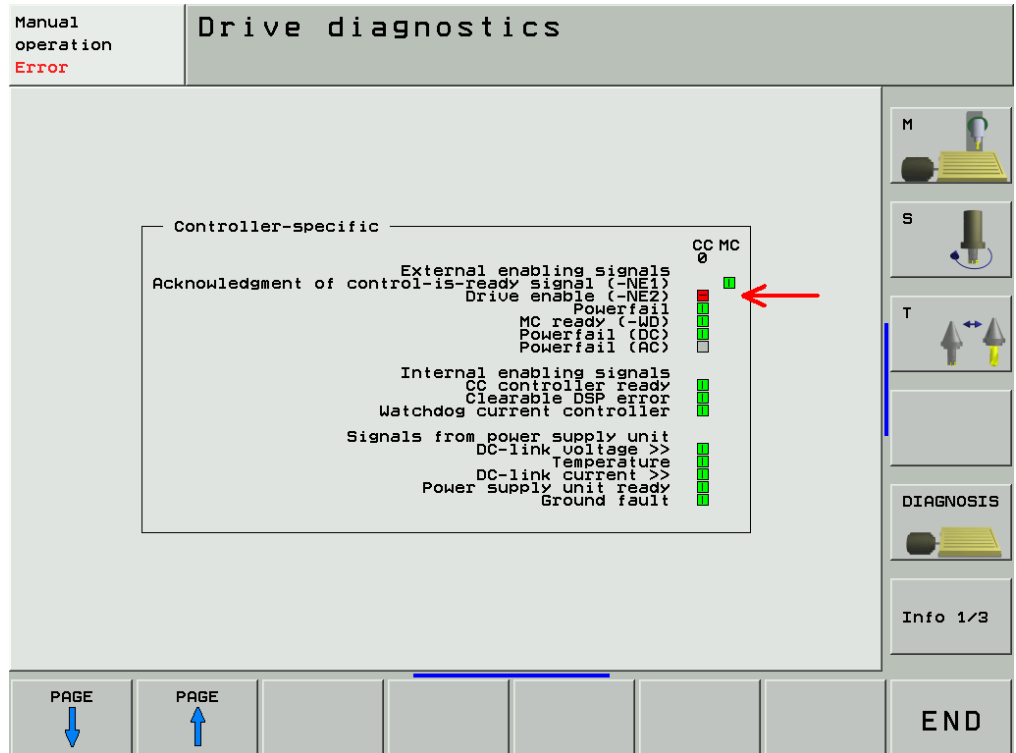 Manual
operation
Error
Drive diagnostics
Controller-specific
CC MC
0
External enabling signals
Acknowledgment of control-is-ready signal (-NE1)
Drive enable (-NE2)
Powerfail
MC ready (-WD)
Powerfail (DC)
Powerfail (AC)
Internal enabling signals
CC controller ready
Clearable DSP error
Watchdog current controller
Signals from power supply unit
DC-link voltage >>
Temperature
DC-link current >>
Power supply unit ready
Ground fault
M
S
T
DIAGNOSIS
Info 1/3
PAGE
PAGE
END